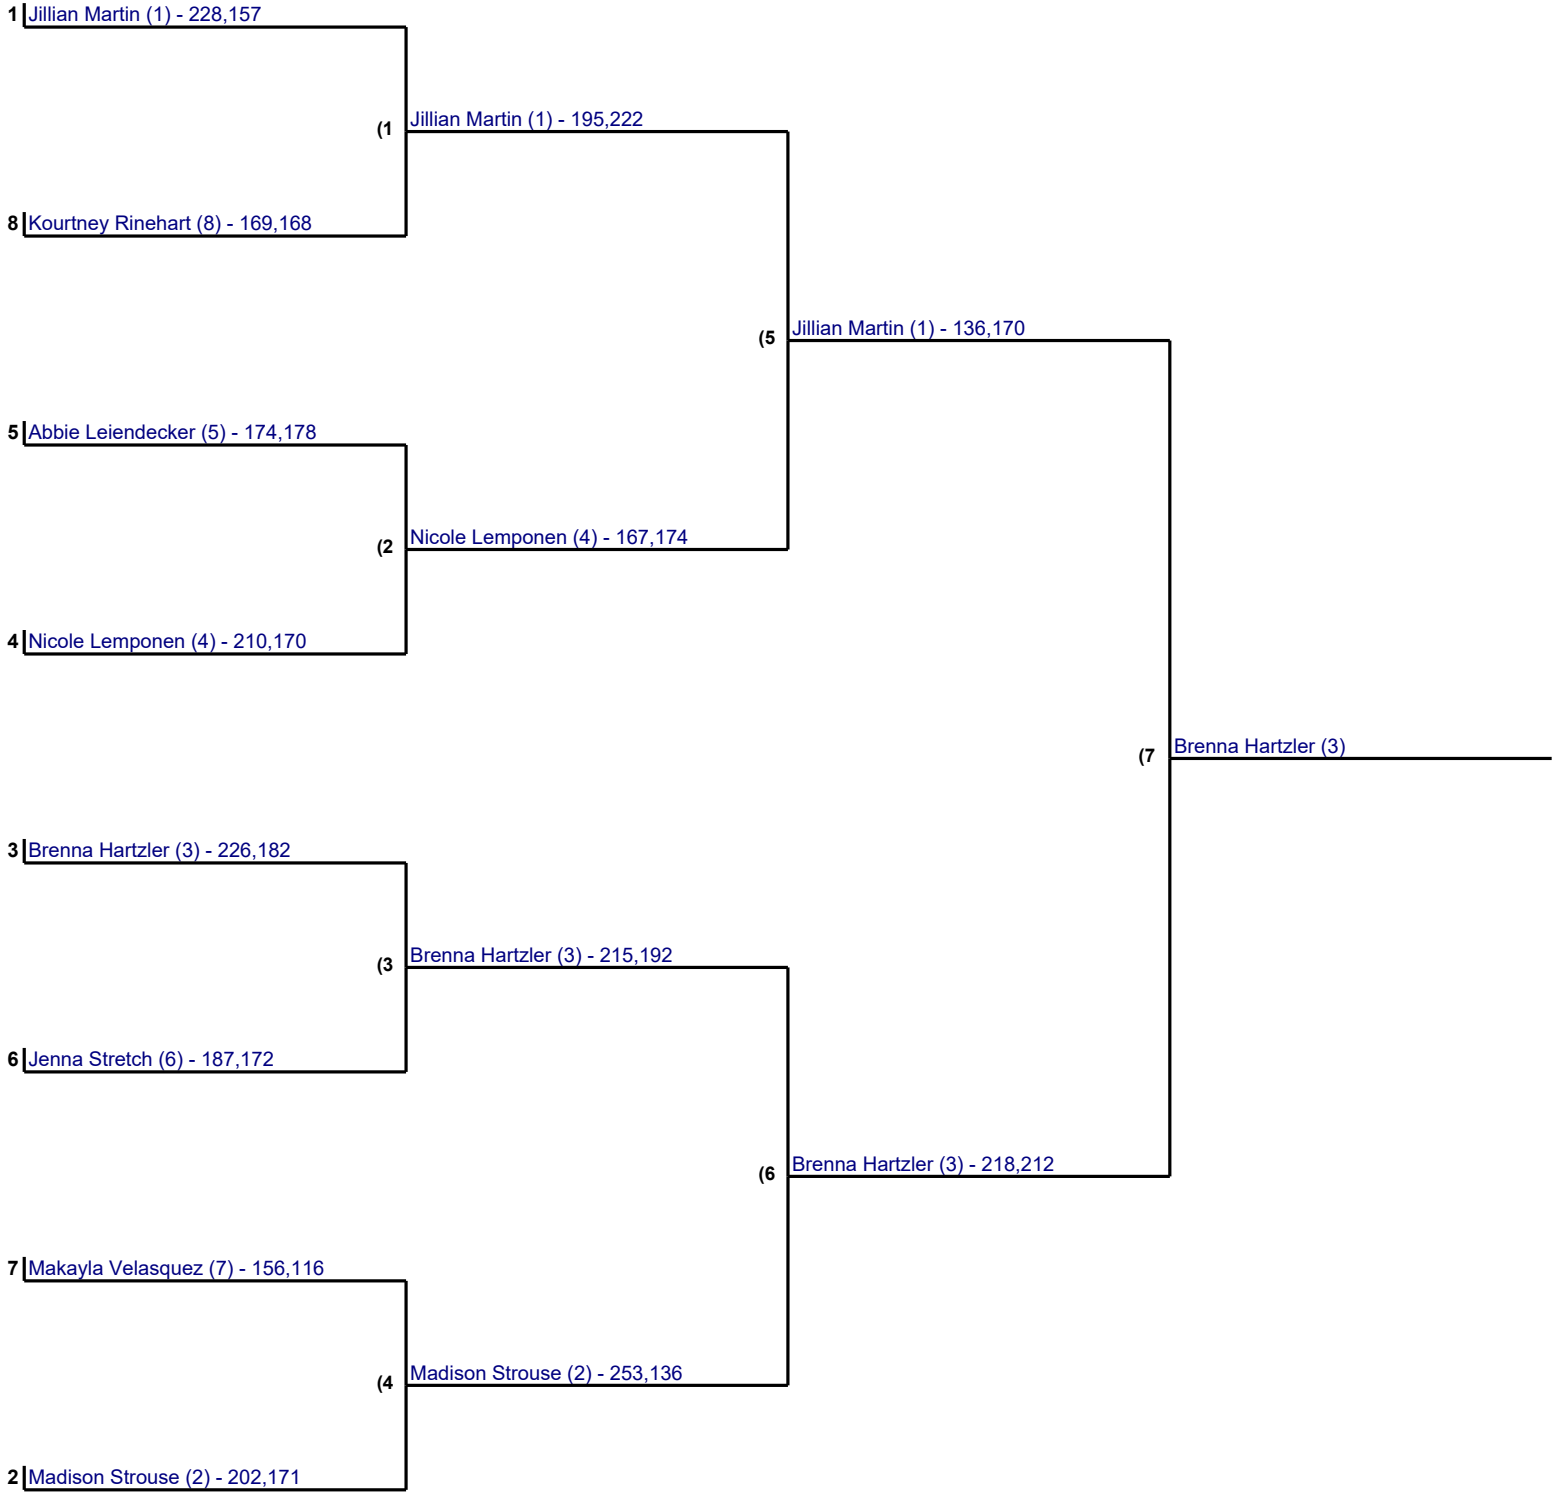 1 Jillian Martin (1) - 228,157
(1 Jillian Martin (1) - 195,222
8 Kourtney Rinehart (8) - 169,168
(5 Jillian Martin (1) - 136,170
5 Abbie Leiendecker (5) - 174,178
(2 Nicole Lemponen (4) - 167,174
4 Nicole Lemponen (4) - 210,170
(7 Brenna Hartzler (3)
3 Brenna Hartzler (3) - 226,182
(3 Brenna Hartzler (3) - 215,192
6 Jenna Stretch (6) - 187,172
(6 Brenna Hartzler (3) - 218,212
7 Makayla Velasquez (7) - 156,116
(4 Madison Strouse (2) - 253,136
2 Madison Strouse (2) - 202,171